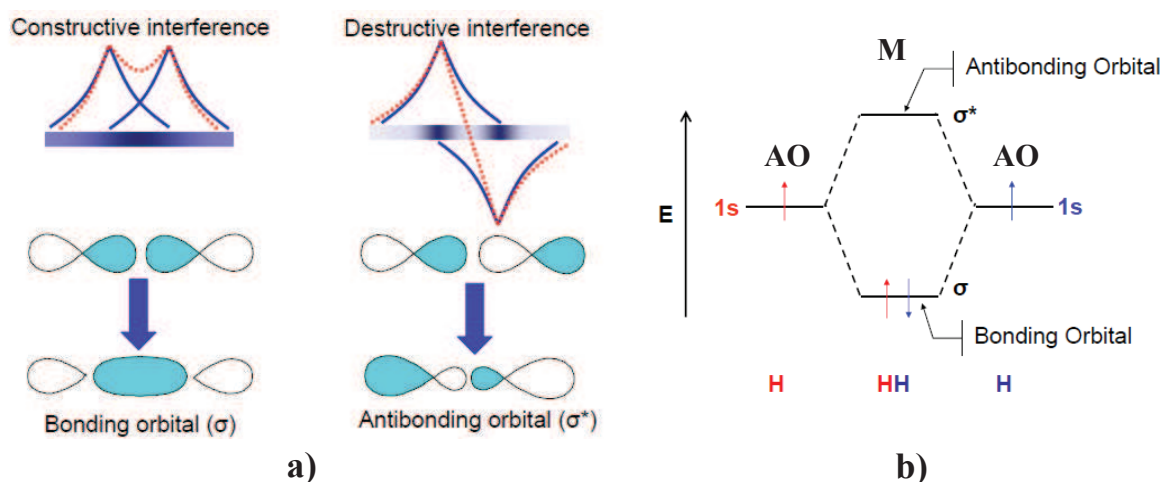 Constructive interference
Destructive interference
Bonding orbital (σ)
Antibonding orbital (σ*)
a)
M
Antibonding Orbital
σ*
AO
AO
E
1s
1s
σ
Bonding Orbital
H
HH
H
b)